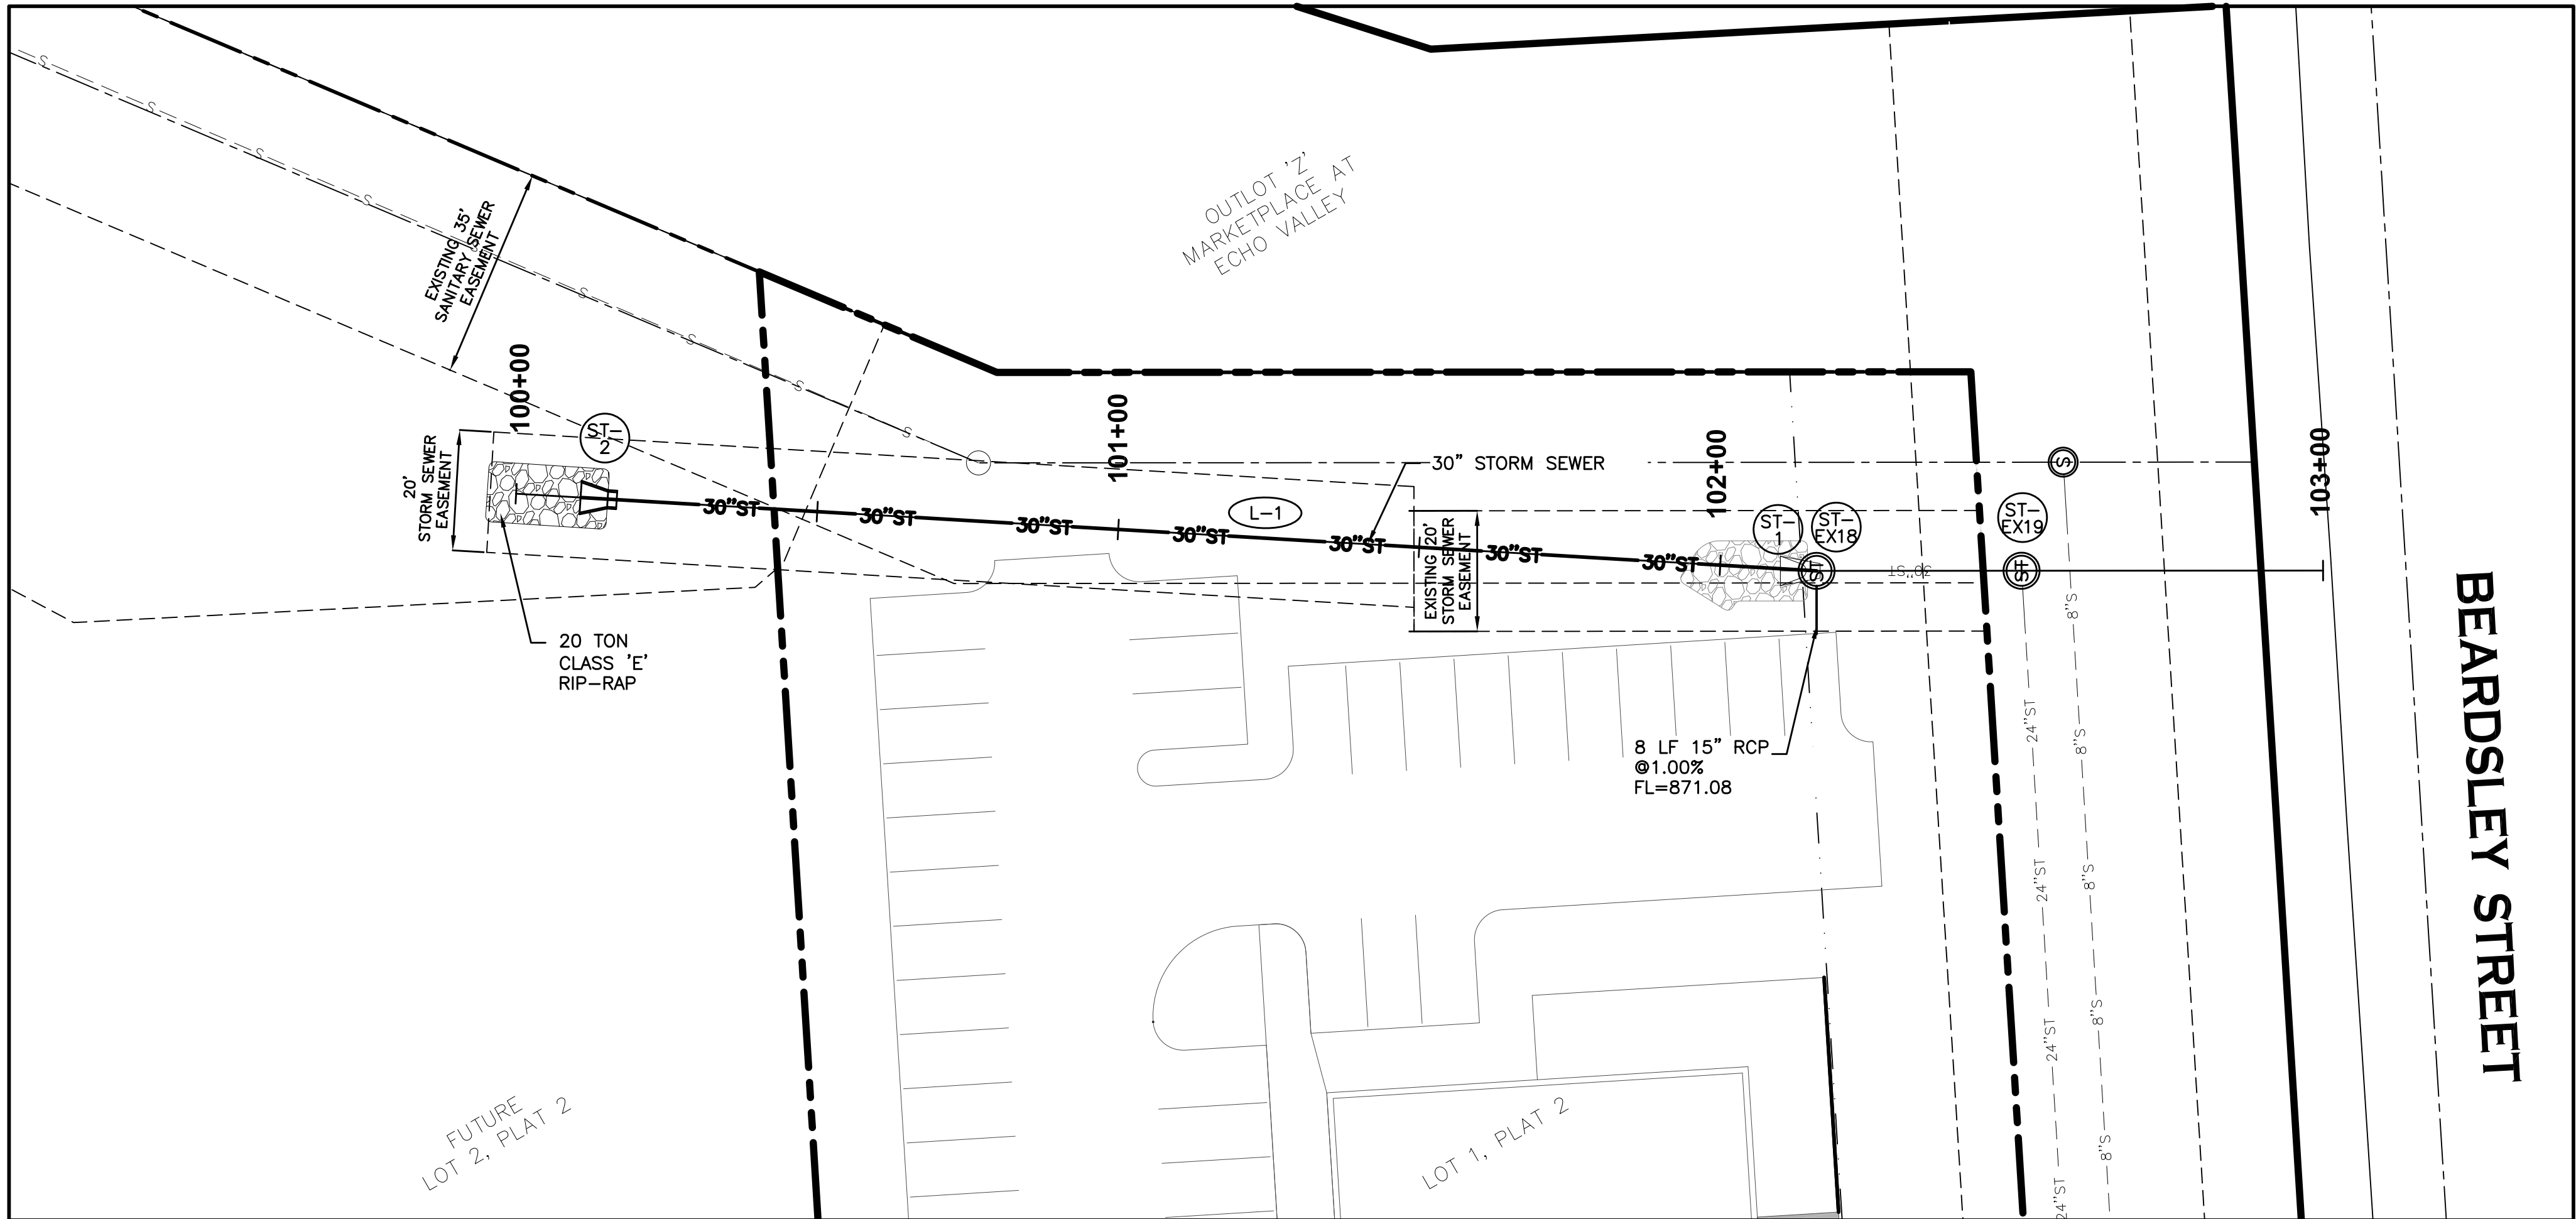 OUTLOT 'Z'
MARKETPLACE AT
ECHO VALLEY
EXISTING 35'
SANITARY SEWER
EASEMENT
S
S
S
S
S
S
S
S
S
100+00
101+00
102+00
103+00
ST-
2
20'
STORM SEWER
EASEMENT
30"ST
30"ST
30"ST
30"ST
30"ST
30"ST
30"ST
L-1
30" STORM SEWER
EXISTING 20'
STORM SEWER
EASEMENT
ST-
1
ST-
EX18
ST-
EX19
S
ST
ST
30"ST
20 TON
CLASS 'E'
RIP-RAP
8 LF 15" RCP
@1.00%
FL=871.08
8"S
8"S
8"S
8"S
8"S
24"ST
24"ST
24"ST
24"ST
BEARDSLEY STREET
FUTURE
LOT 2, PLAT 2
LOT 1, PLAT 2